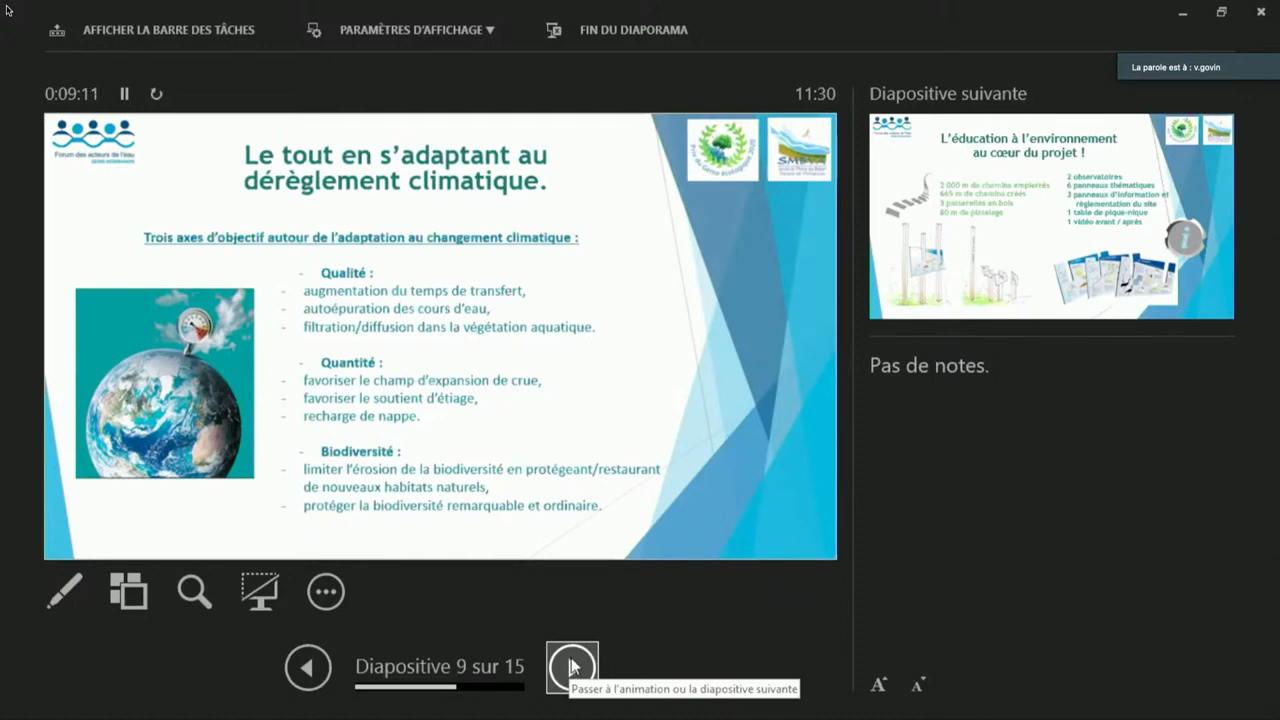 AFFICHER LA BARRE DES TÂCHES
PARAMÈTRES D'AFFICHAGE ▼
FIN DU DIAPORAMA
La parole est à : v.govin
0:09:11
11:30
Forum des acteurs de l'eau
Le tout en s'adaptant au
dérèglement climatique.
Trois axes d'objectif autour de l'adaptation au changement climatique :
- Qualité :
- augmentation du temps de transfert,
- autoépuration des cours d'eau,
- filtration/diffusion dans la végétation aquatique.
- Quantité :
- favoriser le champ d'expansion de crue,
- favoriser le soutient d'étiage,
- recharge de nappe.
- Biodiversité :
- limiter l'érosion de la biodiversité en protégeant/restaurant
de nouveaux habitats naturels,
- protéger la biodiversité remarquable et ordinaire.
Diapositive suivante
L'éducation à l'environnement
au cœur du projet !
2 000 m de chemins empierrés
665 m de chemins créés
3 passerelles en bois
80 m de platelage
2 observatoires
6 panneaux thématiques
3 panneaux d'information et
règlementation du site
1 table de pique-nique
1 vidéo avant / après
Pas de notes.
Diapositive 9 sur 15
Passer à l'animation ou la diapositive suivante
A A